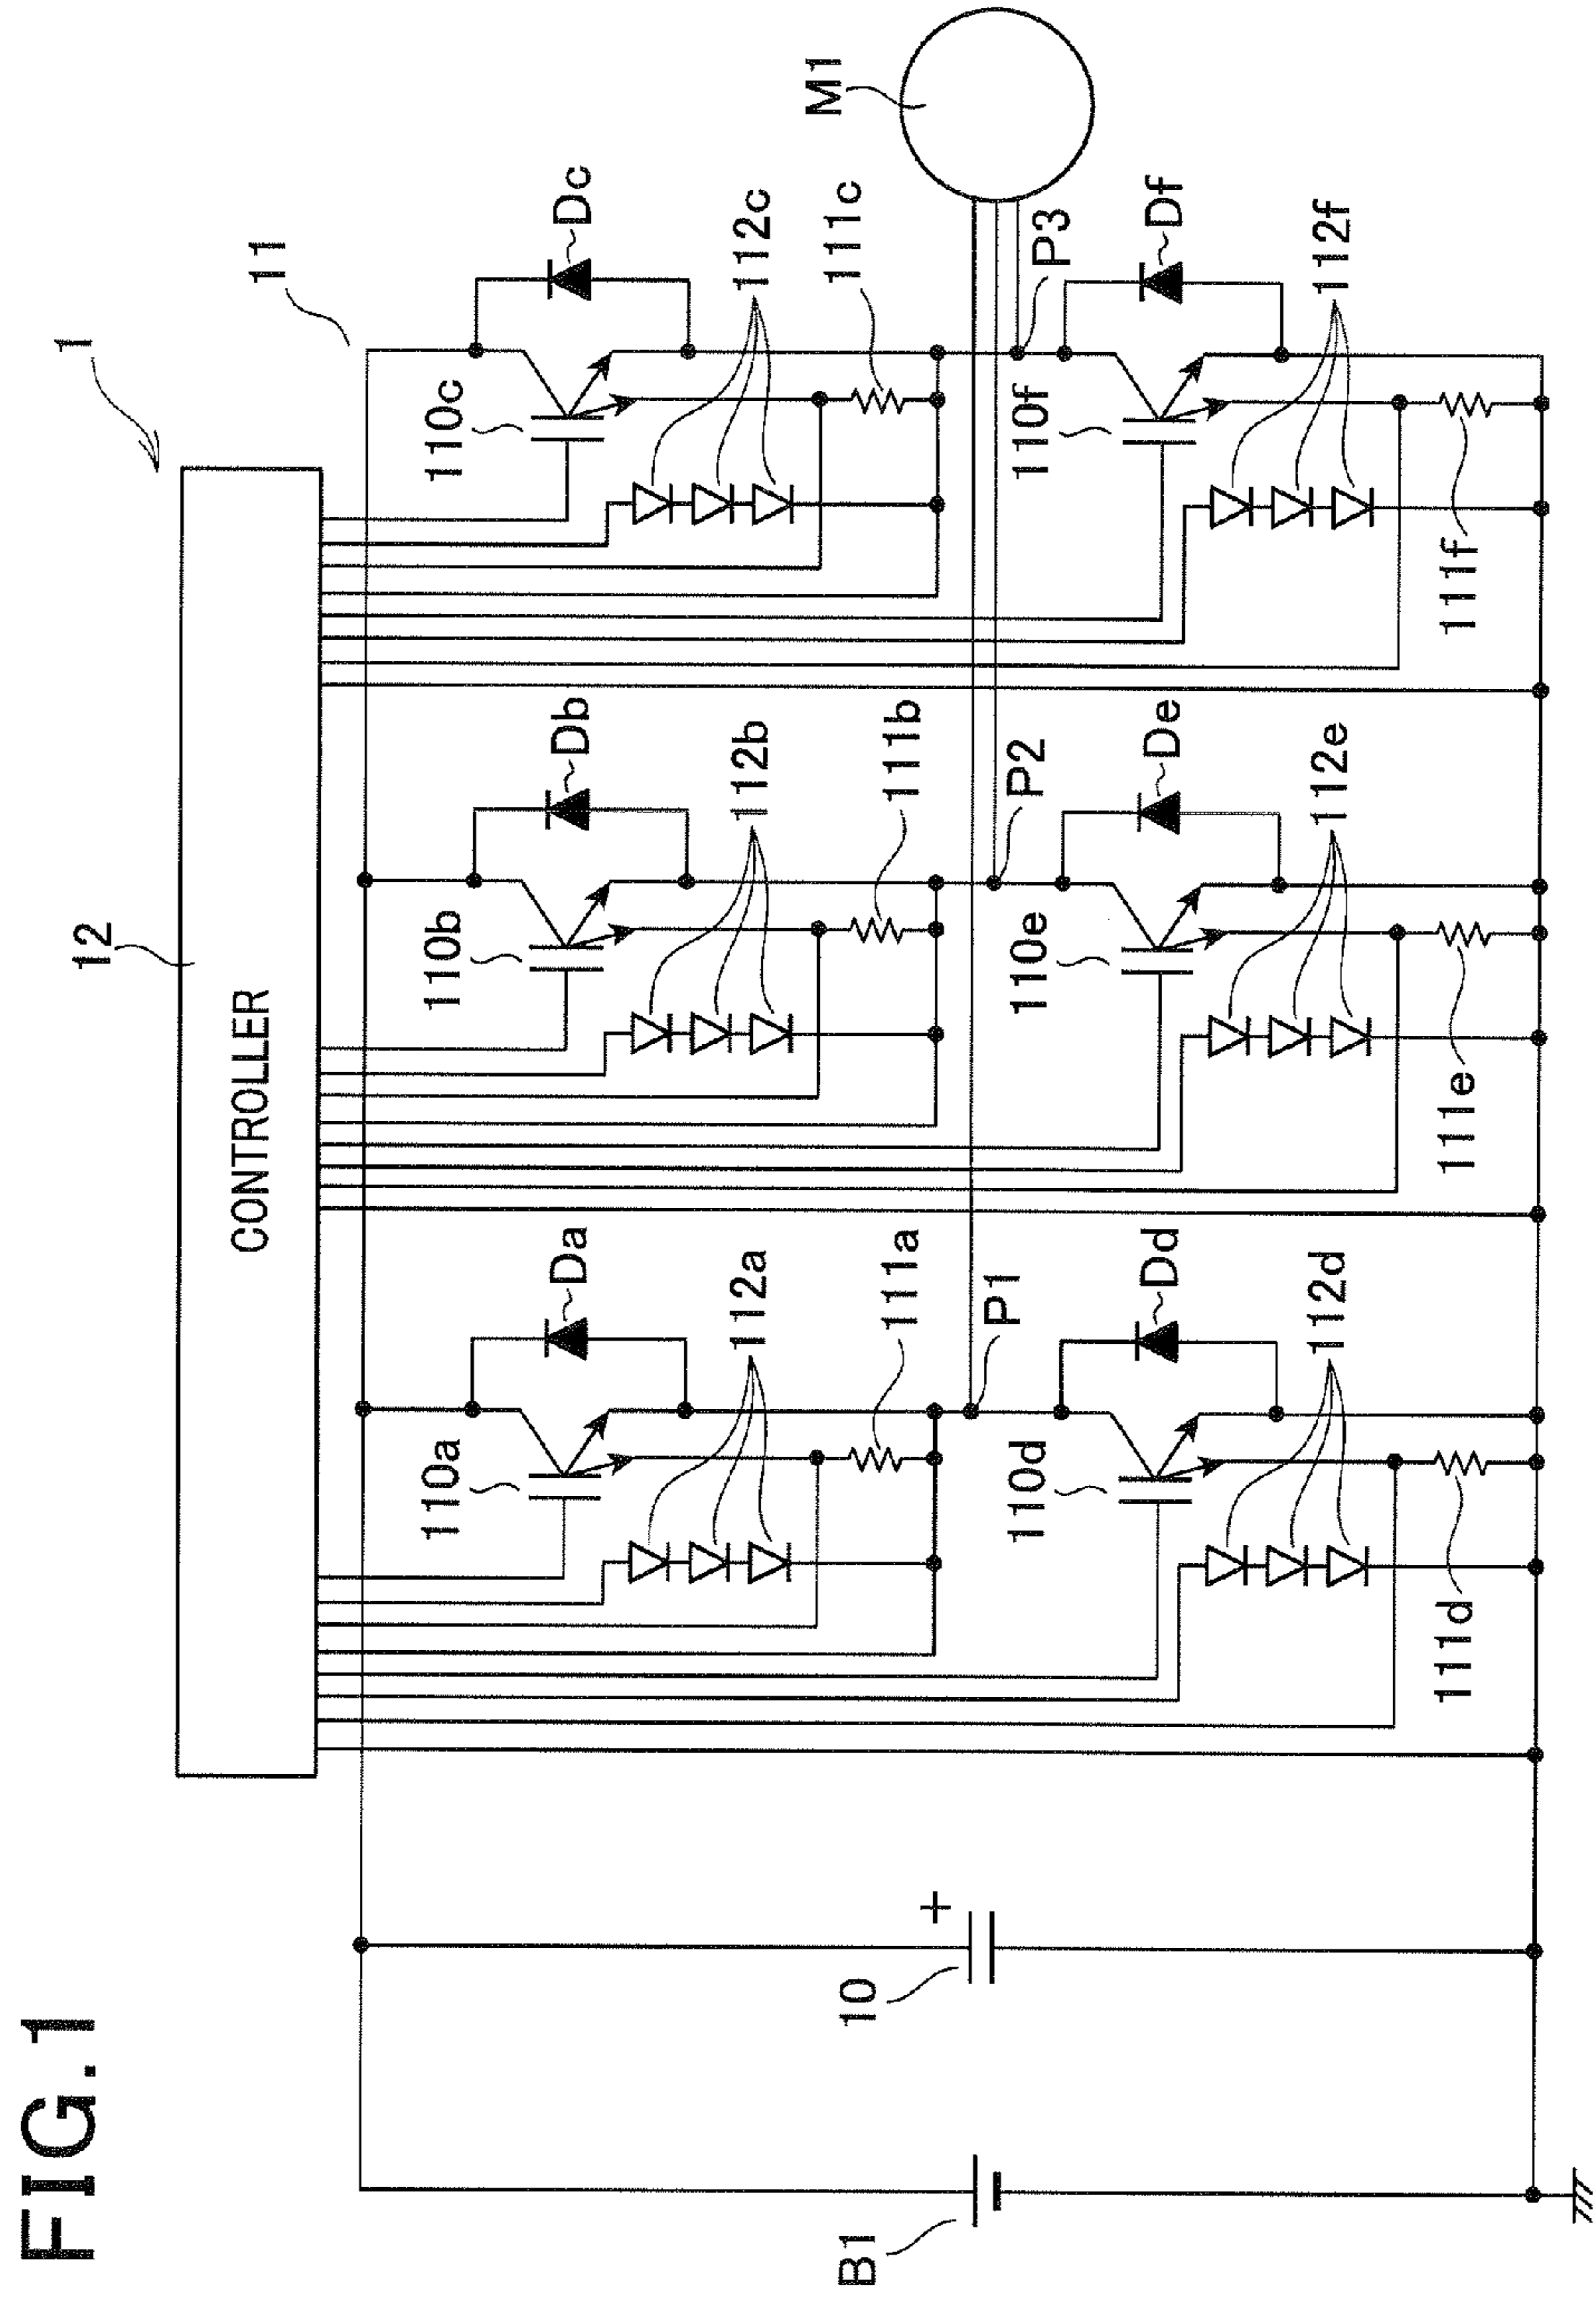 FIG.1
1
12
CONTROLLER
11
110a
Da
110b
Db
110c
Dc
112a
112b
112c
111a
111b
111c
M1
B1
10
+
P1
P2
P3
110d
Dd
110e
De
110f
Df
112d
112e
112f
111d
111e
111f